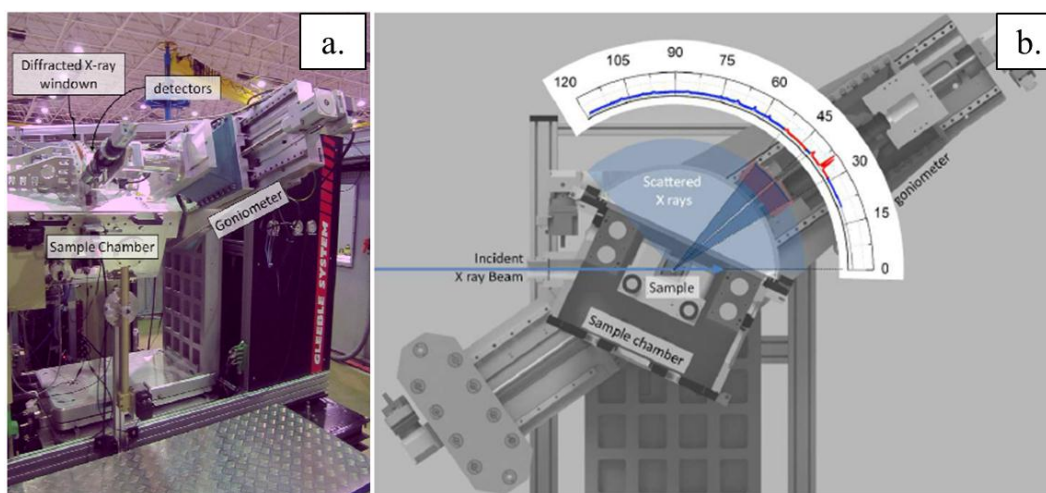 a.
Diffracted X-ray
windown
detectors
Goniometer
Sample Chamber
GLEEBLE SYSTEM
b.
120
105
90
75
60
45
30
15
0
Scattered
X rays
goniometer
Incident
X ray Beam
Sample
Sample chamber